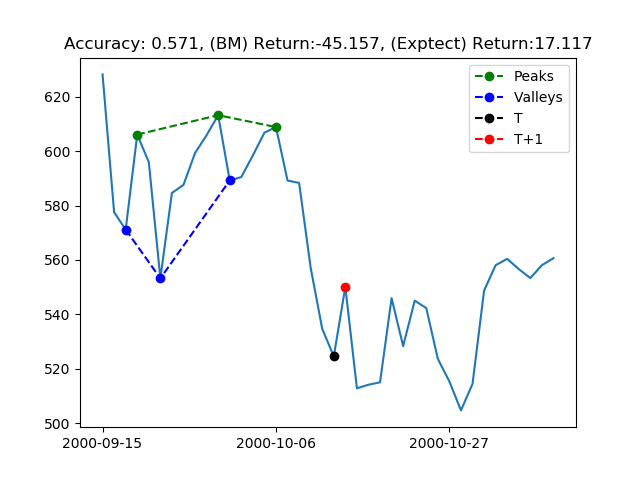 Accuracy: 0.571, (BM) Return:-45.157, (Exptect) Return:17.117
Peaks
Valleys
T
T+1
620
600
580
560
540
520
500
2000-09-15
2000-10-06
2000-10-27